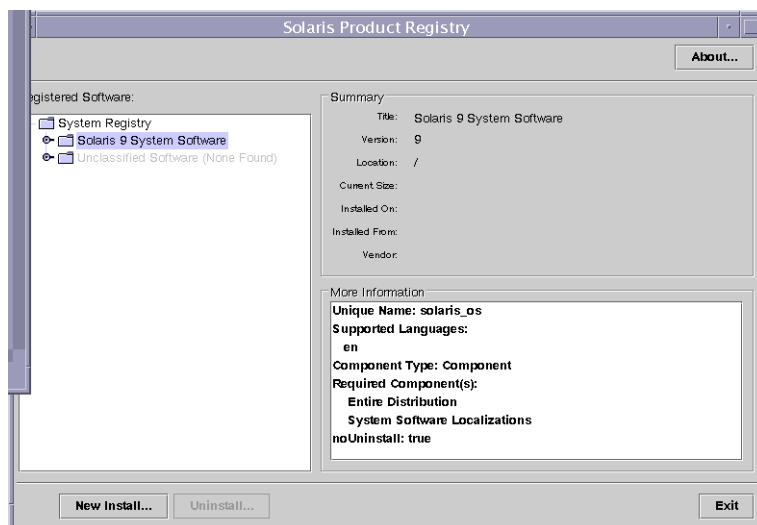 Solaris Product Registry
About...
egistered Software:
System Registry
Solaris 9 System Software
Unclassified Software (None Found)
Summary
Title: Solaris 9 System Software
Version: 9
Location: /
Current Size:
Installed On:
Installed From:
Vendor:
More Information
Unique Name: solaris_os
Supported Languages:
en
Component Type: Component
Required Component(s):
Entire Distribution
System Software Localizations
noUninstall: true
New Install...
Uninstall...
Exit